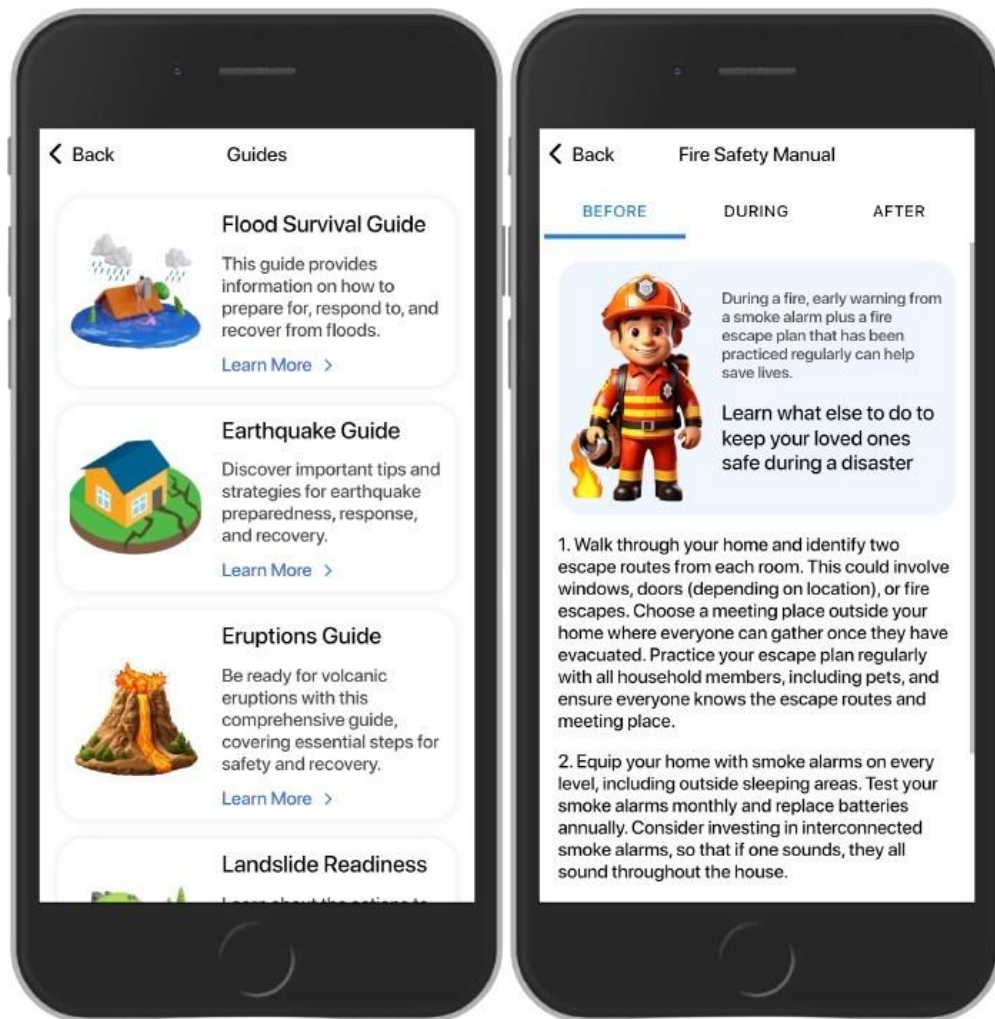 Back
Guides
Flood Survival Guide
This guide provides
information on how to
prepare for, respond to, and
recover from floods.
Learn More >
Earthquake Guide
Discover important tips and
strategies for earthquake
preparedness, response,
and recovery.
Learn More >
Eruptions Guide
Be ready for volcanic
eruptions with this
comprehensive guide,
covering essential steps for
safety and recovery.
Learn More >
Landslide Readiness
Learn about the actions to
Back
Fire Safety Manual
BEFORE DURING AFTER
During a fire, early warning from
a smoke alarm plus a fire
escape plan that has been
practiced regularly can help
save lives.
Learn what else to do to
keep your loved ones
safe during a disaster
1. Walk through your home and identify two
escape routes from each room. This could involve
windows, doors (depending on location), or fire
escapes. Choose a meeting place outside your
home where everyone can gather once they have
evacuated. Practice your escape plan regularly
with all household members, including pets, and
ensure everyone knows the escape routes and
meeting place.
2. Equip your home with smoke alarms on every
level, including outside sleeping areas. Test your
smoke alarms monthly and replace batteries
annually. Consider investing in interconnected
smoke alarms, so that if one sounds, they all
sound throughout the house.